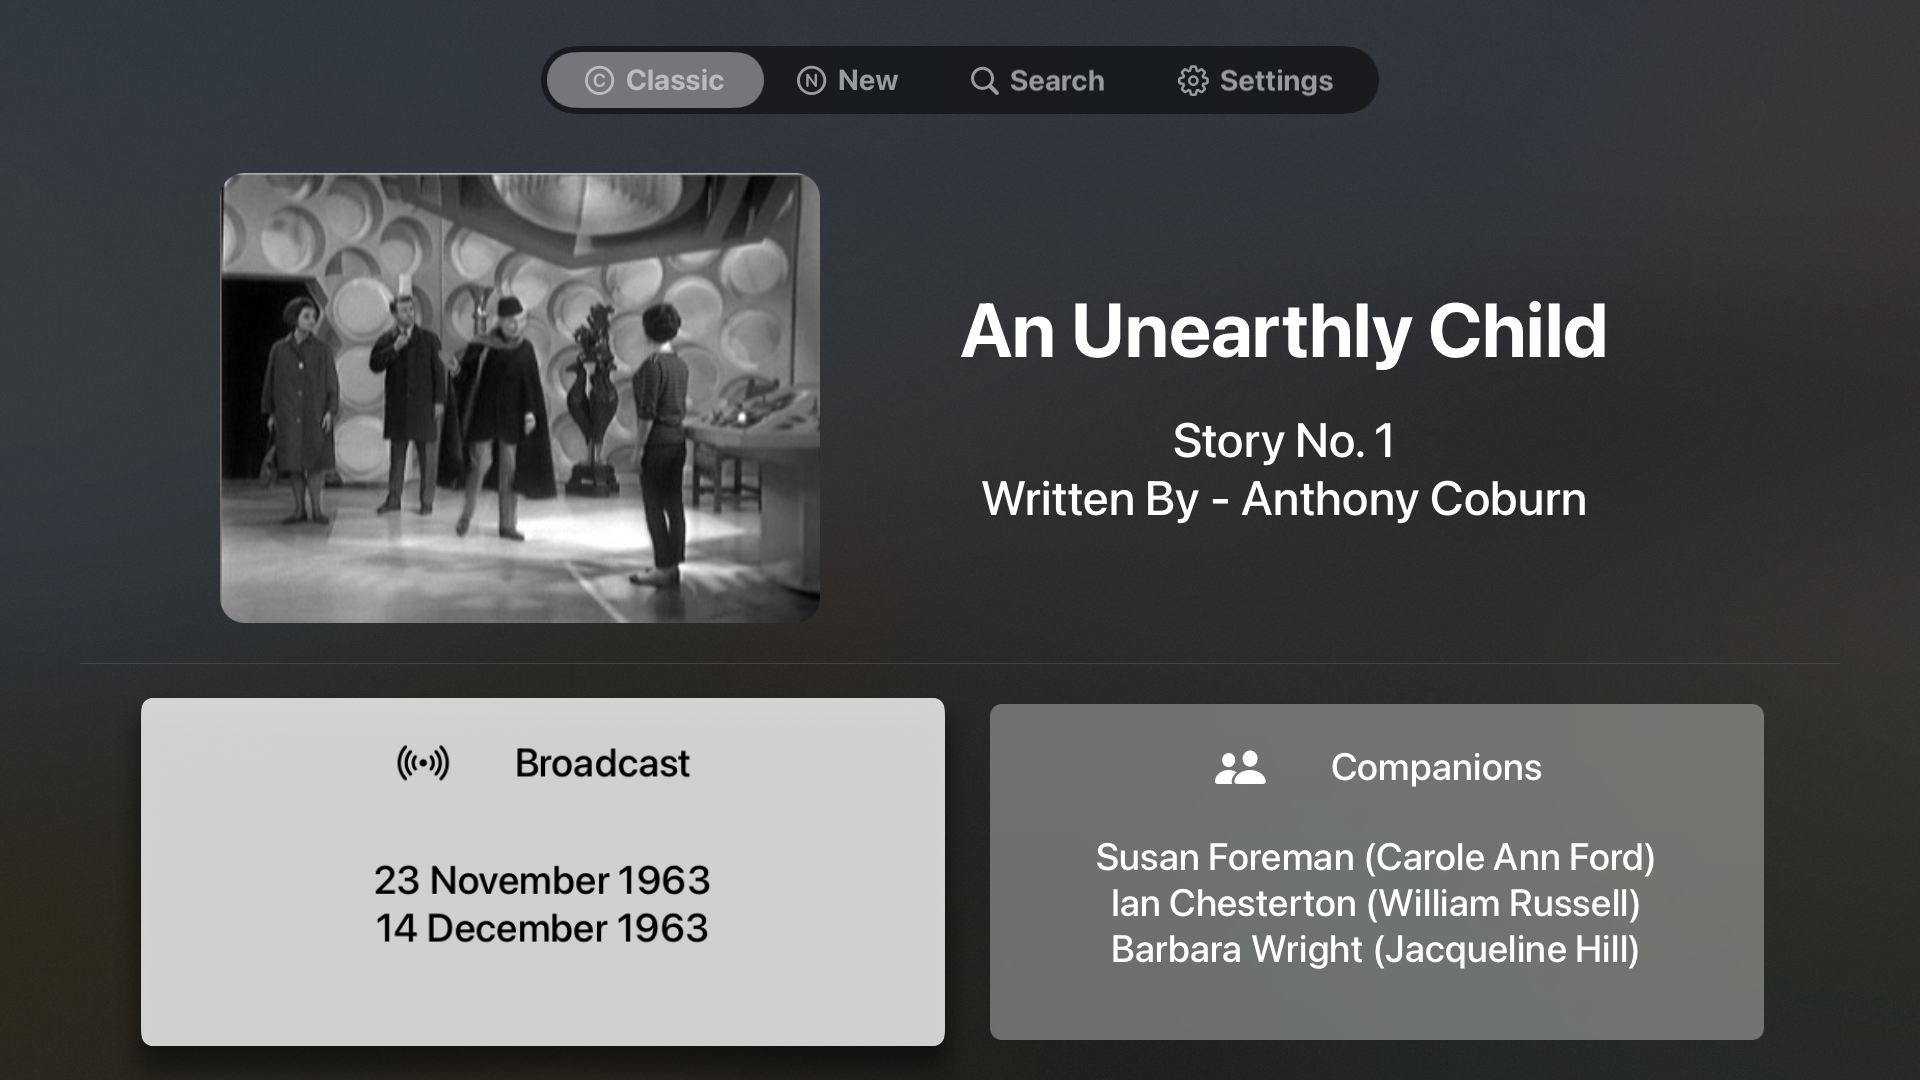 Classic
New
Search
Settings
An Unearthly Child
Story No. 1
Written By - Anthony Coburn
Broadcast
23 November 1963
14 December 1963
Companions
Susan Foreman (Carole Ann Ford)
Ian Chesterton (William Russell)
Barbara Wright (Jacqueline Hill)